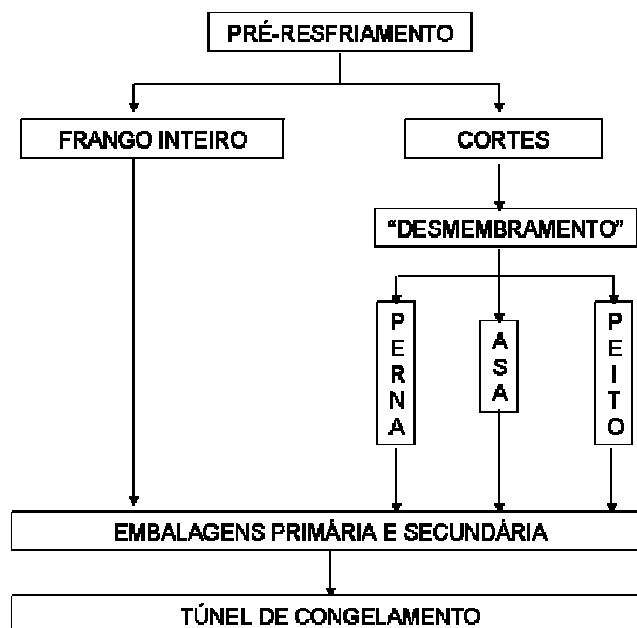 PRÉ-RESFRIAMENTO
FRANGO INTEIRO
CORTES
“DESMEMBRAMENTO”
PERNA
ASA
PEITO
EMBALAGENS PRIMÁRIA E SECUNDÁRIA
TÚNEL DE CONGELAMENTO